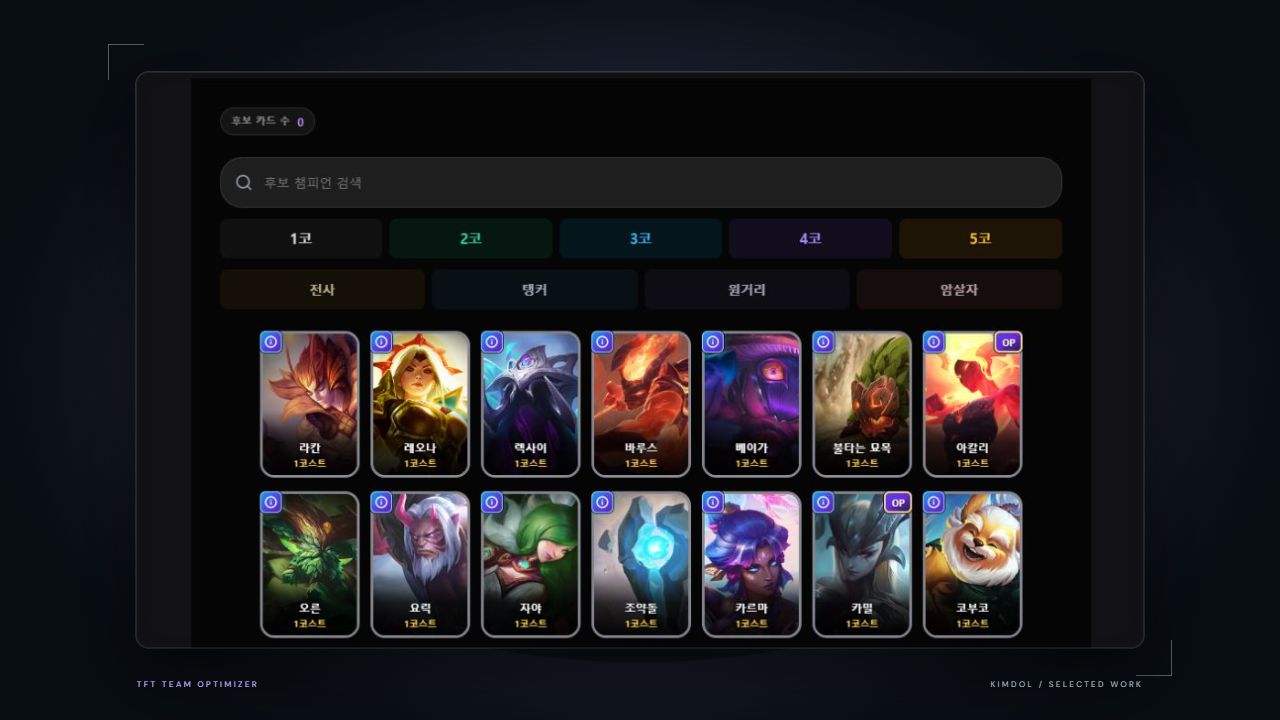 후보 카드 수 0
후보 챔피언 검색
1코 2코 3코 4코 5코
전사 탱커 원거리 암살자
OP
라칸 레오나 렉사이 바루스 베이가 불타는 묘목 아칼리
1코스트 1코스트 1코스트 1코스트 1코스트 1코스트 1코스트
OP
오른 요릭 자야 조약돌 카르마 카밀 코부코
1코스트 1코스트 1코스트 1코스트 1코스트 1코스트 1코스트
TFT TEAM OPTIMIZER KIMDOL / SELECTED WORK